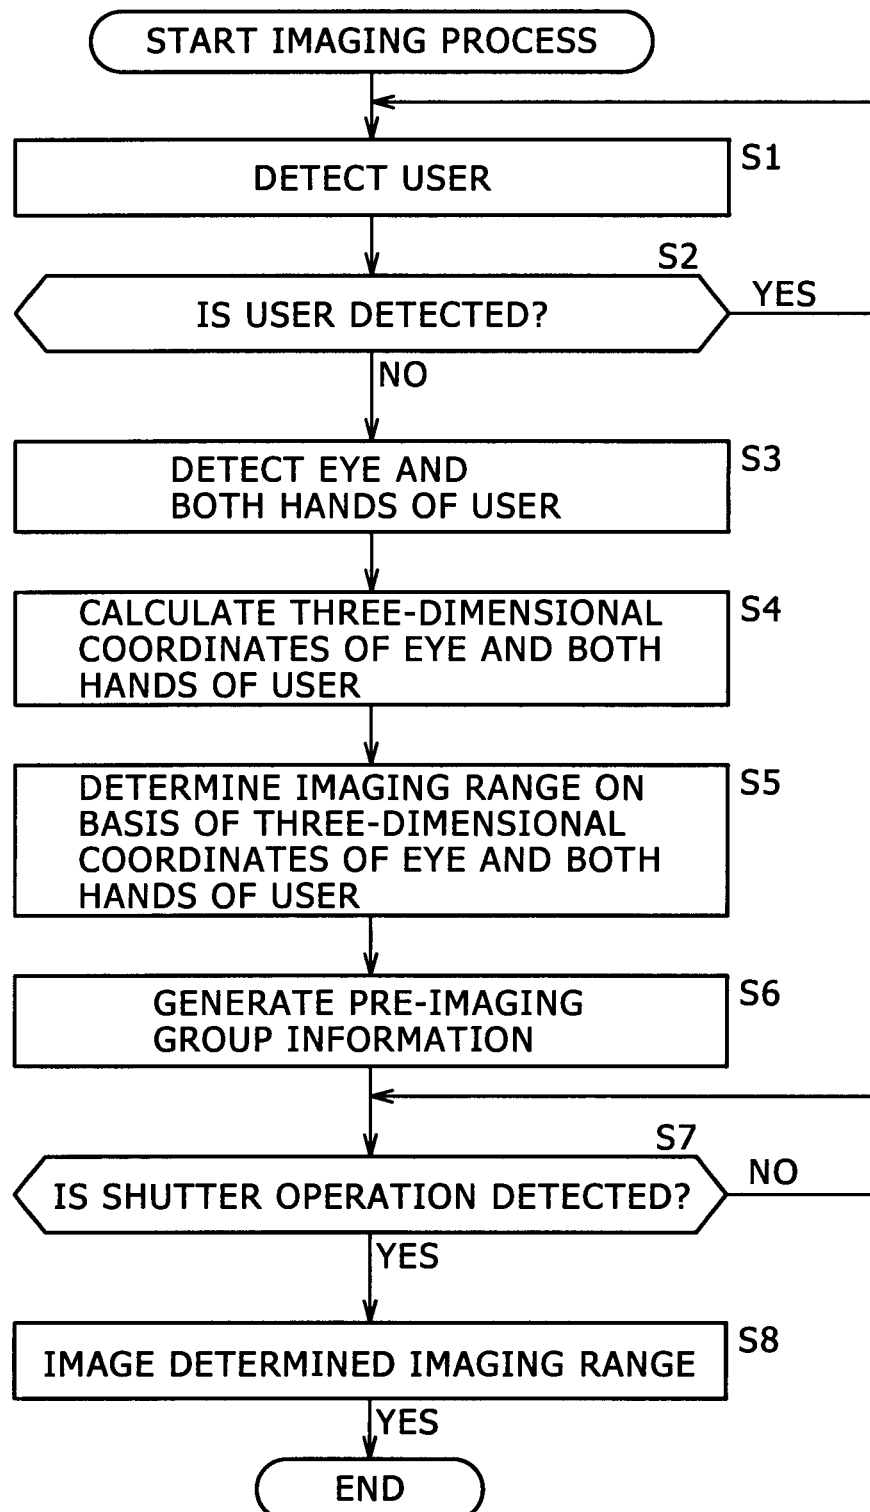 START IMAGING PROCESS
DETECT USER
S1
S2
IS USER DETECTED?
YES
NO
DETECT EYE AND
BOTH HANDS OF USER
S3
CALCULATE THREE-DIMENSIONAL
COORDINATES OF EYE AND BOTH
HANDS OF USER
S4
DETERMINE IMAGING RANGE ON
BASIS OF THREE-DIMENSIONAL
COORDINATES OF EYE AND BOTH
HANDS OF USER
S5
GENERATE PRE-IMAGING
GROUP INFORMATION
S6
S7
IS SHUTTER OPERATION DETECTED?
NO
YES
IMAGE DETERMINED IMAGING RANGE
S8
YES
END